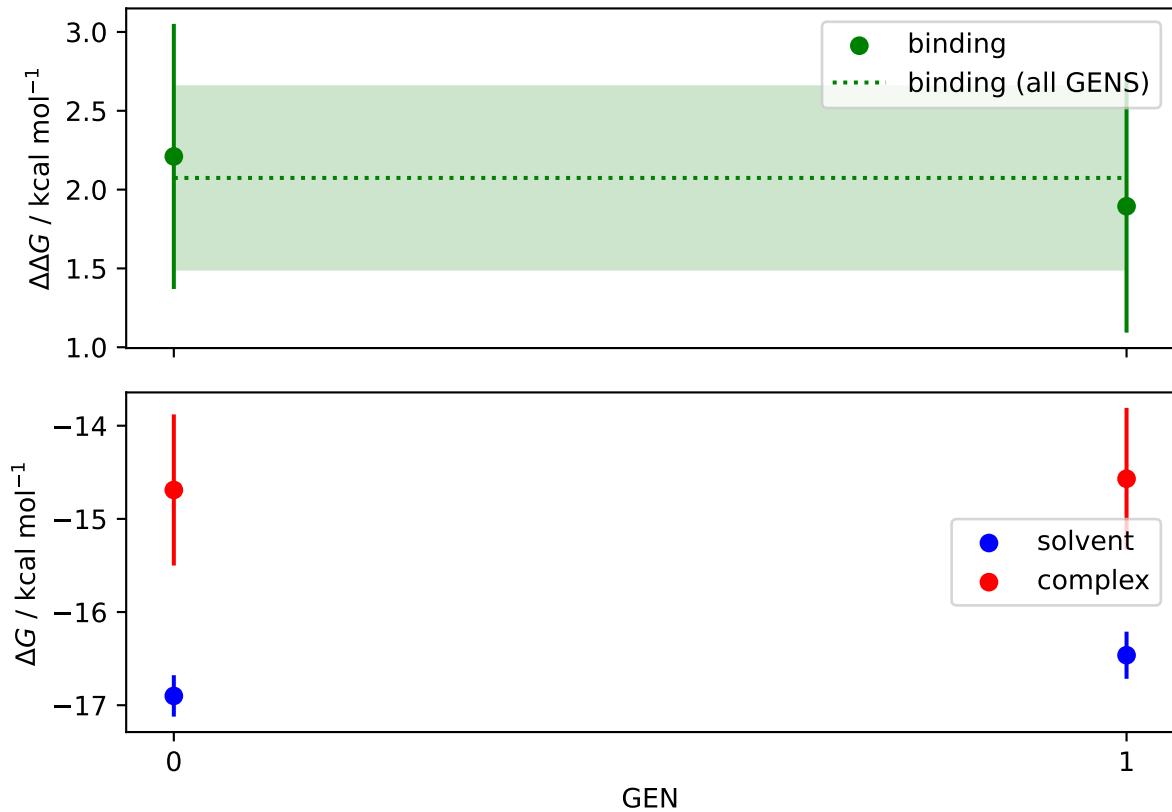 3.0
2.5
2.0
1.5
1.0
ΔΔG / kcal mol⁻¹
binding
binding (all GENS)
−14
−15
−16
−17
ΔG / kcal mol⁻¹
solvent
complex
0
1
GEN